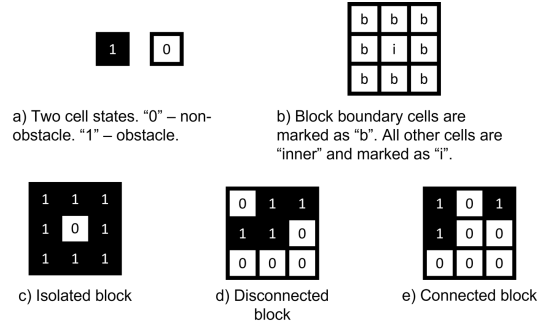 1 0
b b b
b i b
b b b
a) Two cell states. “0” – non-
obstacle. “1” – obstacle.
b) Block boundary cells are
marked as “b”. All other cells are
“inner” and marked as “i”.
1 1 1
1 0 1
1 1 1
c) Isolated block
0 1 1
1 1 0
0 0 0
d) Disconnected
block
1 0 1
1 0 0
0 0 0
e) Connected block